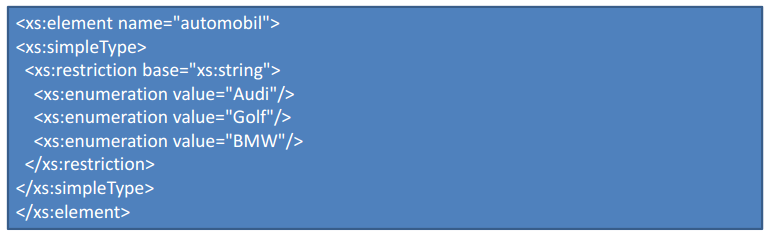 <xs:element name="automobil">
<xs:simpleType>
<xs:restriction base="xs:string">
<xs:enumeration value="Audi"/>
<xs:enumeration value="Golf"/>
<xs:enumeration value="BMW"/>
</xs:restriction>
</xs:simpleType>
</xs:element>